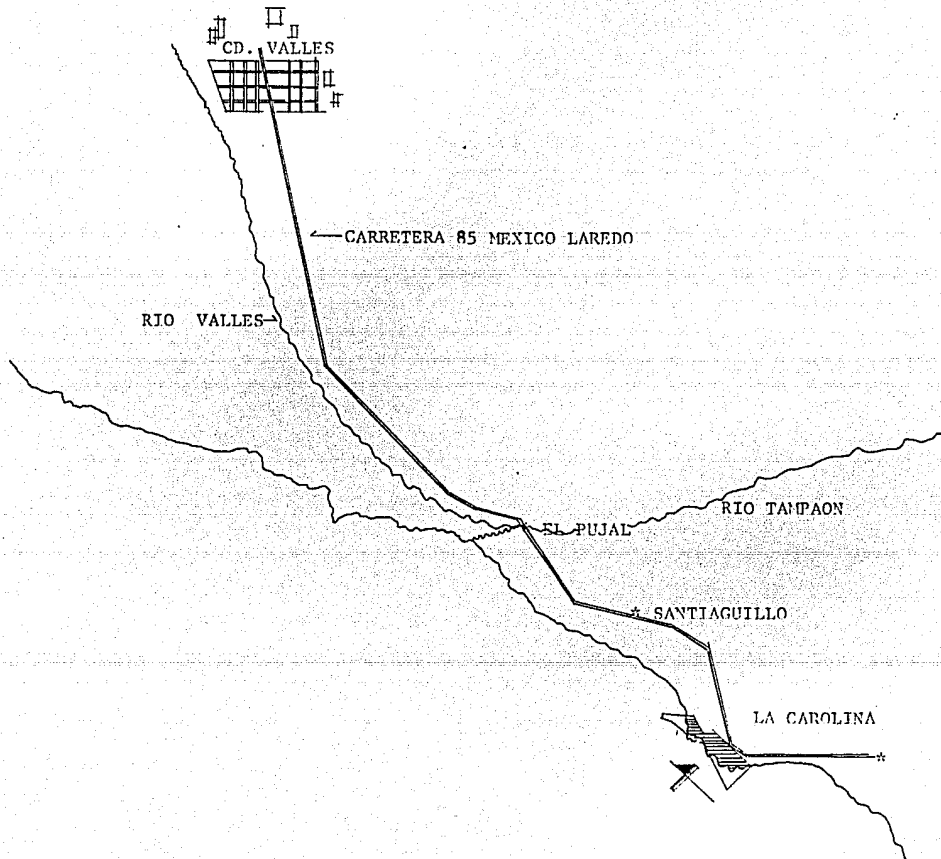 CD. VALLES
CARRETERA 85 MEXICO LAREDO
RIO VALLES
RIO TAMPAON
EL PUJAL
* SANTIAGUILLO
LA CAROLINA
*